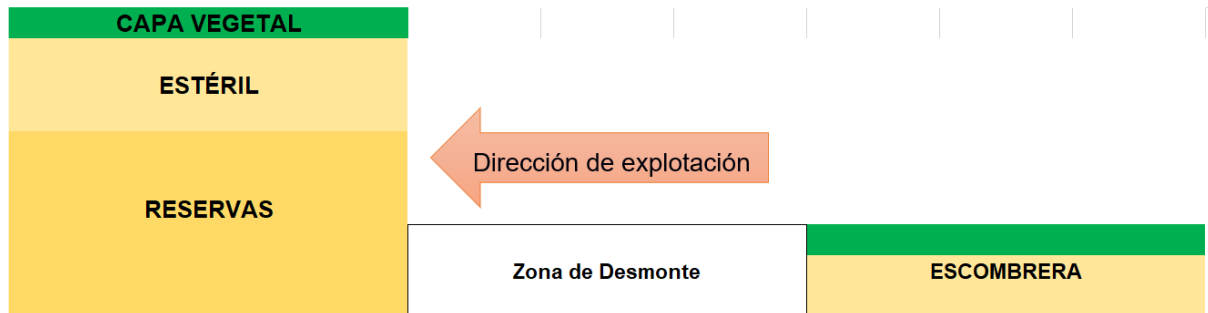 CAPA VEGETAL
ESTÉRIL
Dirección de explotación
RESERVAS
Zona de Desmonte
ESCOMBRERA